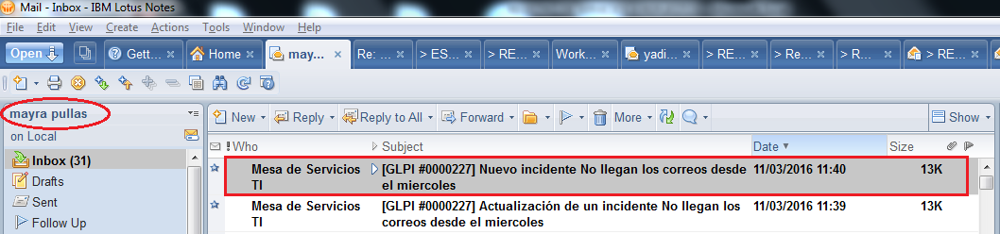 Mail - Inbox - IBM Lotus Notes
File Edit View Create Actions Tools Window Help
Open Gett... Home may... Re: ... > ES... > RE... Work... yadi... > RE... > Re... > R... > RE...
mayra pullas
on Local
Inbox (31)
Drafts
Sent
Follow Up
New Reply Reply to All Forward More Show
! Who Subject Date Size
Mesa de Servicios TI [GLPI #0000227] Nuevo incidente No llegan los correos desde el miercoles 11/03/2016 11:40 13K
Mesa de Servicios TI [GLPI #0000227] Actualización de un incidente No llegan los correos desde el miercoles 11/03/2016 11:39 13K